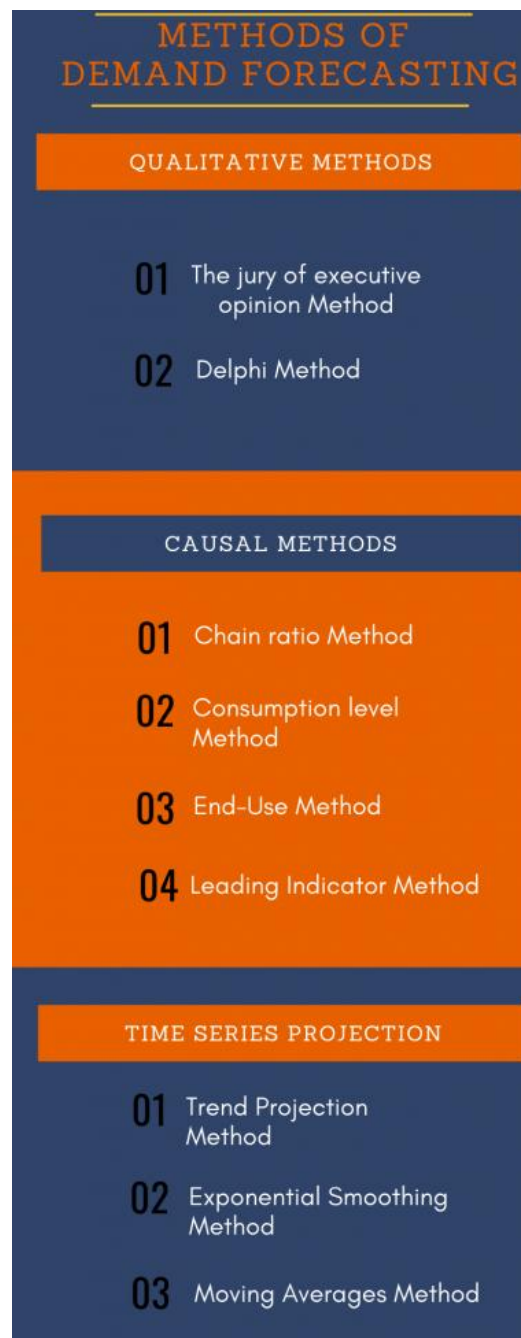 METHODS OF
DEMAND FORECASTING
QUALITATIVE METHODS
01 The jury of executive
opinion Method
02 Delphi Method
CAUSAL METHODS
01 Chain ratio Method
02 Consumption level
Method
03 End-Use Method
04 Leading Indicator Method
TIME SERIES PROJECTION
01 Trend Projection
Method
02 Exponential Smoothing
Method
03 Moving Averages Method